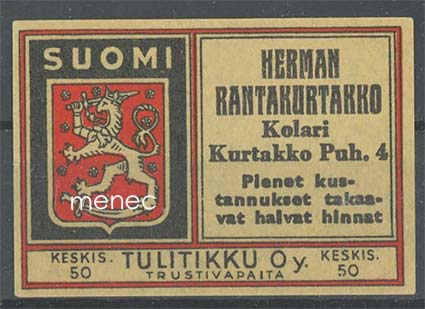 SUOMI
menec
HERMAN
RANTAKURTAKKO
Kolari
Kurtakko Puh. 4
Pienet kus-
tannukset takaa-
vat halvat hinnat
KESKIS.
50
TULITIKKU Oy.
TRUSTIVAPAITA
KESKIS.
50